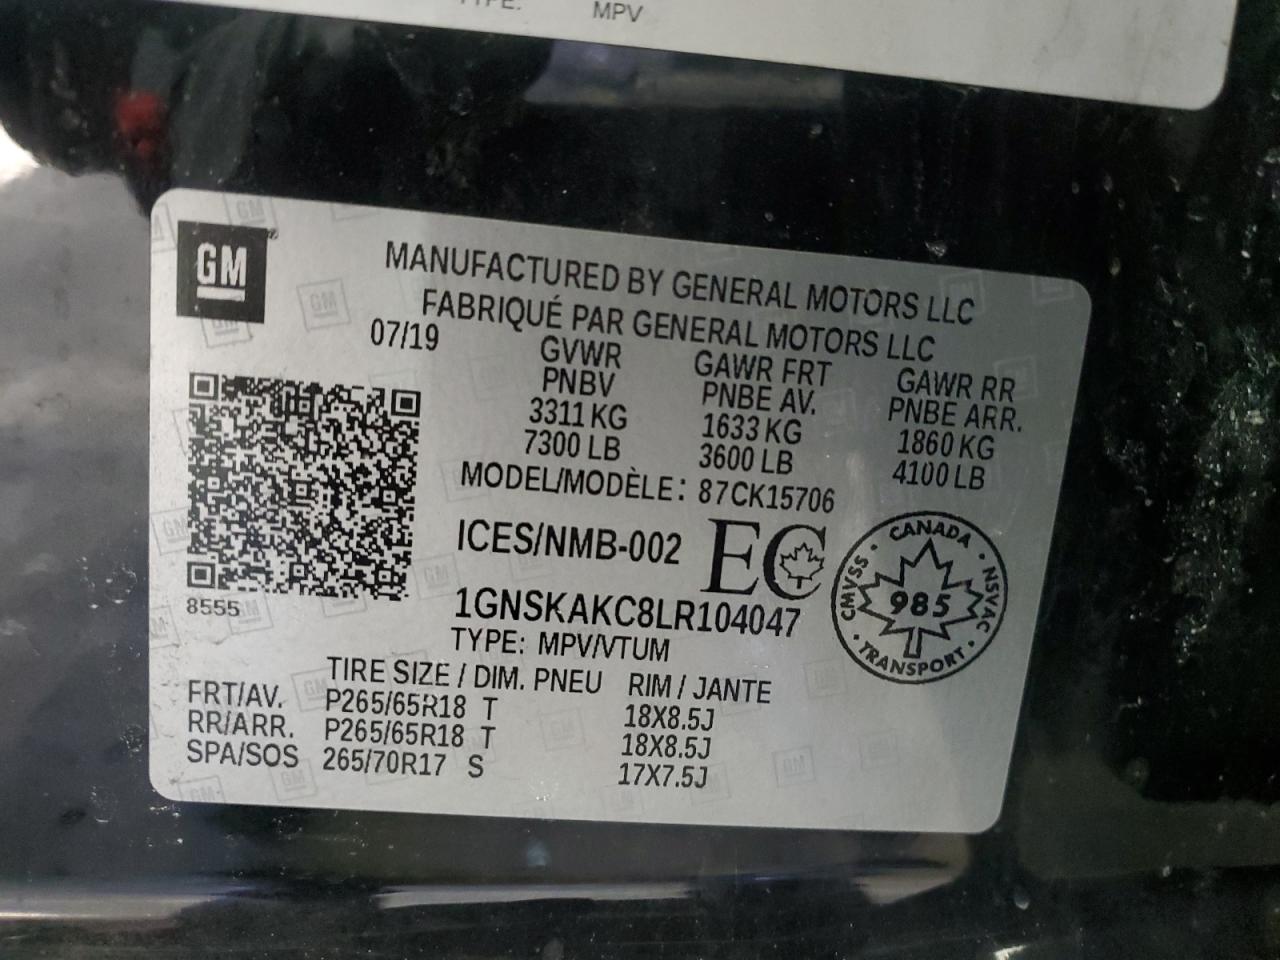 MPV
GM
MANUFACTURED BY GENERAL MOTORS LLC
FABRIQUÉ PAR GENERAL MOTORS LLC
07/19
GVWR GAWR FRT GAWR RR
PNBV PNBE AV. PNBE ARR.
3311 KG 1633 KG 1860 KG
7300 LB 3600 LB 4100 LB
MODEL/MODÈLE: 87CK15706
ICES/NMB-002 EC
CANADA · NSVAC · TRANSPORT · CMVSS ·
985
8555
1GNSKAKC8LR104047
TYPE: MPV/VTUM
TIRE SIZE / DIM. PNEU RIM / JANTE
FRT/AV. P265/65R18 T 18X8.5J
RR/ARR. P265/65R18 T 18X8.5J
SPA/SOS 265/70R17 S 17X7.5J